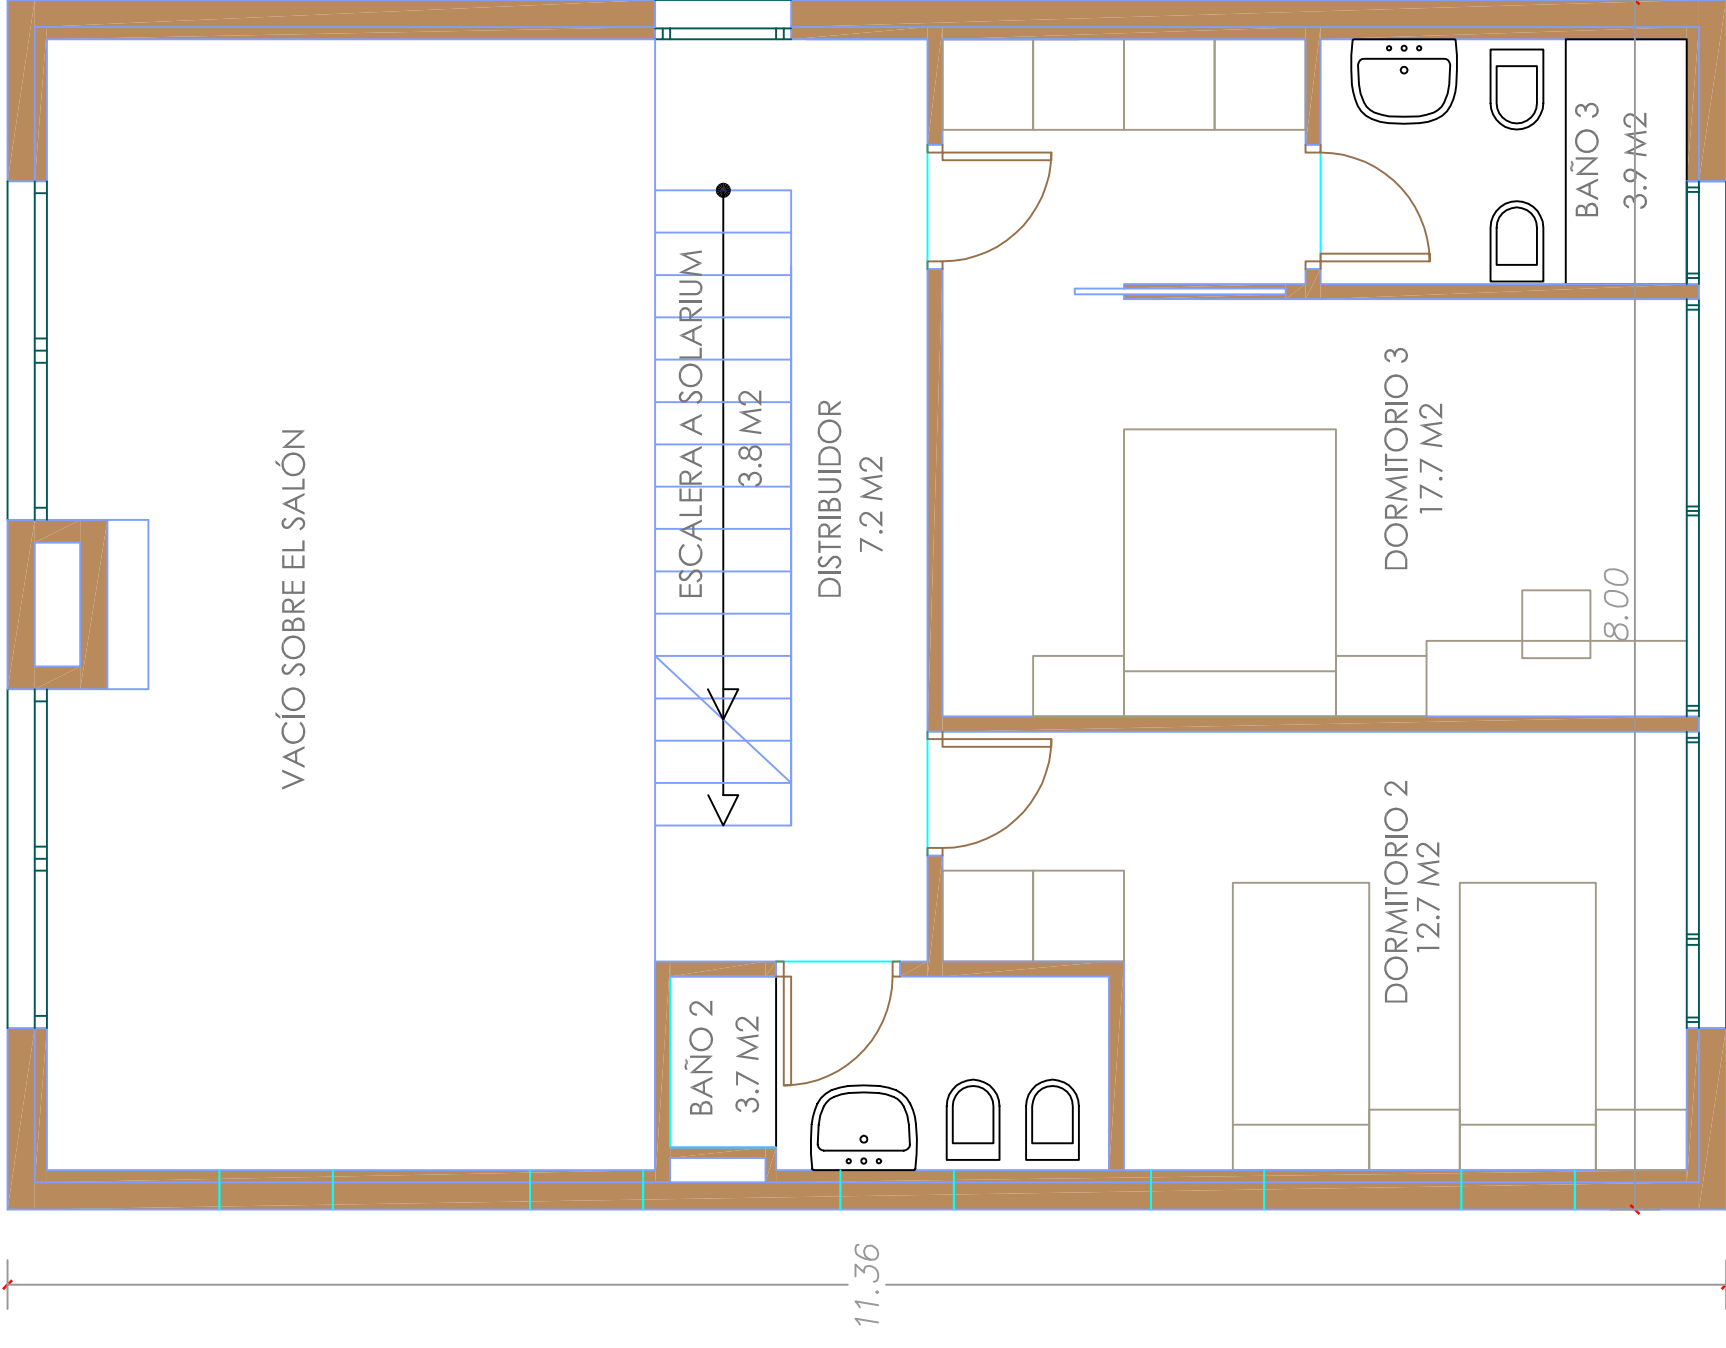 VACÍO SOBRE EL SALÓN
ESCALERA A SOLARIUM
3.8 M2
DISTRIBUIDOR
7.2 M2
BAÑO 3
3.9 M2
DORMITORIO 3
17.7 M2
8.00
DORMITORIO 2
12.7 M2
BAÑO 2
3.7 M2
11.36